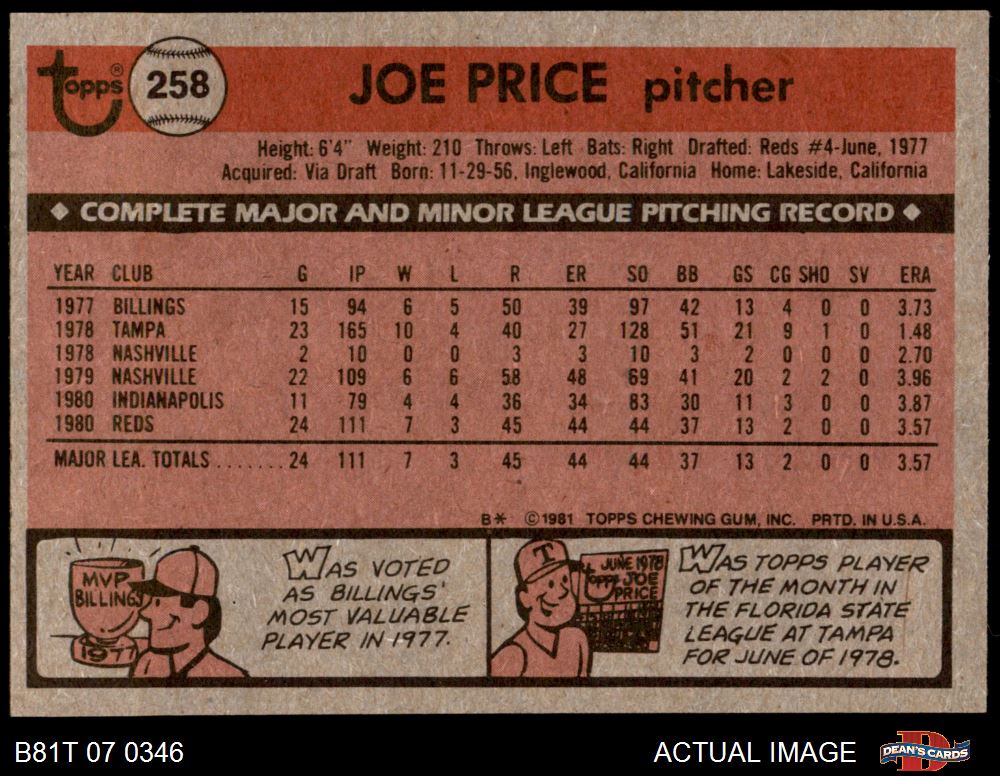 topps® 258 JOE PRICE pitcher
Height: 6'4" Weight: 210 Throws: Left Bats: Right Drafted: Reds #4-June, 1977
Acquired: Via Draft Born: 11-29-56, Inglewood, California Home: Lakeside, California
COMPLETE MAJOR AND MINOR LEAGUE PITCHING RECORD
YEAR CLUB G IP W L R ER SO BB GS CG SHO SV ERA
1977 BILLINGS 15 94 6 5 50 39 97 42 13 4 0 0 3.73
1978 TAMPA 23 165 10 4 40 27 128 51 21 9 1 0 1.48
1978 NASHVILLE 2 10 0 0 3 3 10 3 2 0 0 0 2.70
1979 NASHVILLE 22 109 6 6 58 48 69 41 20 2 2 0 3.96
1980 INDIANAPOLIS 11 79 4 4 36 34 83 30 11 3 0 0 3.87
1980 REDS 24 111 7 3 45 44 44 37 13 2 0 0 3.57
MAJOR LEA. TOTALS ....... 24 111 7 3 45 44 44 37 13 2 0 0 3.57
B* ©1981 TOPPS CHEWING GUM, INC. PRTD. IN U.S.A.
MVP
BILLINGS
1977
WAS VOTED
AS BILLINGS'
MOST VALUABLE
PLAYER IN 1977.
T
JUNE 1978
topps JOE
PRICE
WAS TOPPS PLAYER
OF THE MONTH IN
THE FLORIDA STATE
LEAGUE AT TAMPA
FOR JUNE OF 1978.
B81T 07 0346 ACTUAL IMAGE D DEAN'S CARDS